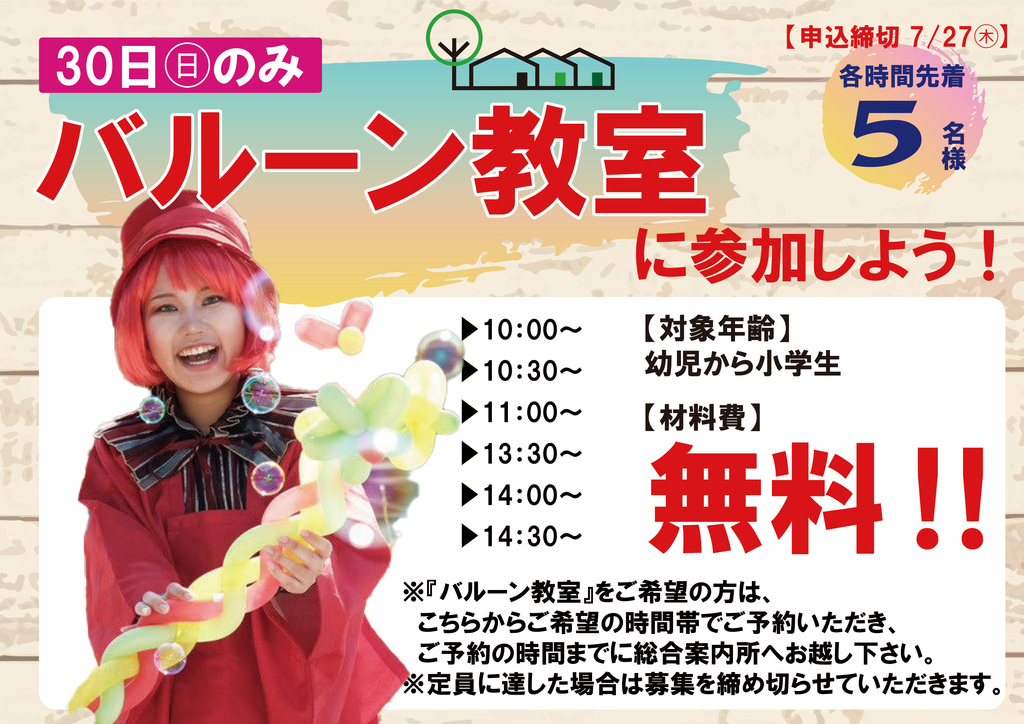 30日㊐のみ
【申込締切 7/27㊍】
各時間先着
5名様
バルーン教室
に参加しよう！
▶10:00～
▶10:30～
▶11:00～
▶13:30～
▶14:00～
▶14:30～
【対象年齢】
幼児から小学生
【材料費】
無料!!
※『バルーン教室』をご希望の方は、
こちらからご希望の時間帯でご予約いただき、
ご予約の時間までに総合案内所へお越し下さい。
※定員に達した場合は募集を締め切らせていただきます。